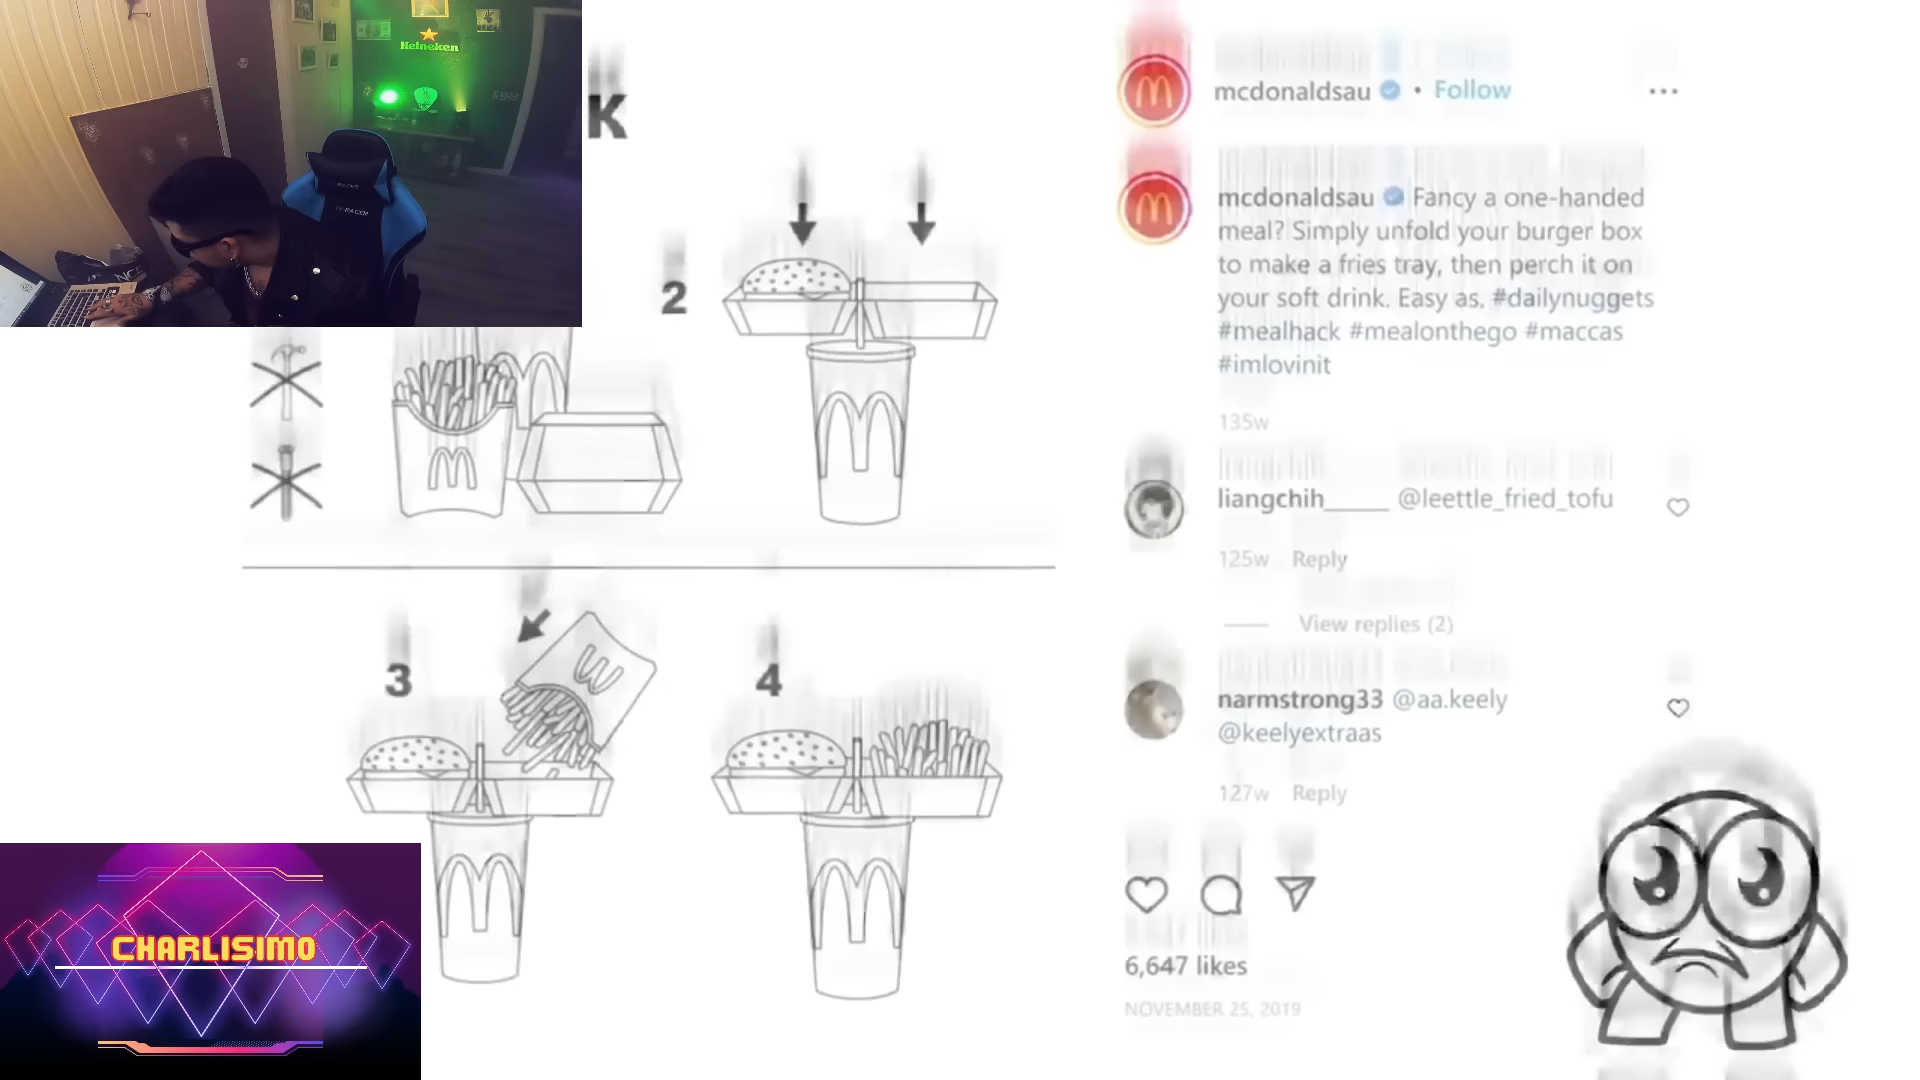 Heineken
K
2
3
4
mcdonaldsau • Follow
mcdonaldsau Fancy a one-handed
meal? Simply unfold your burger box
to make a fries tray, then perch it on
your soft drink. Easy as. #dailynuggets
#mealhack #mealonthego #maccas
#imlovinit
135w
liangchih_____ @leettle_fried_tofu
125w Reply
View replies (2)
narmstrong33 @aa.keely
@keelyextraas
127w Reply
6,647 likes
NOVEMBER 25, 2019
CHARLISIMO